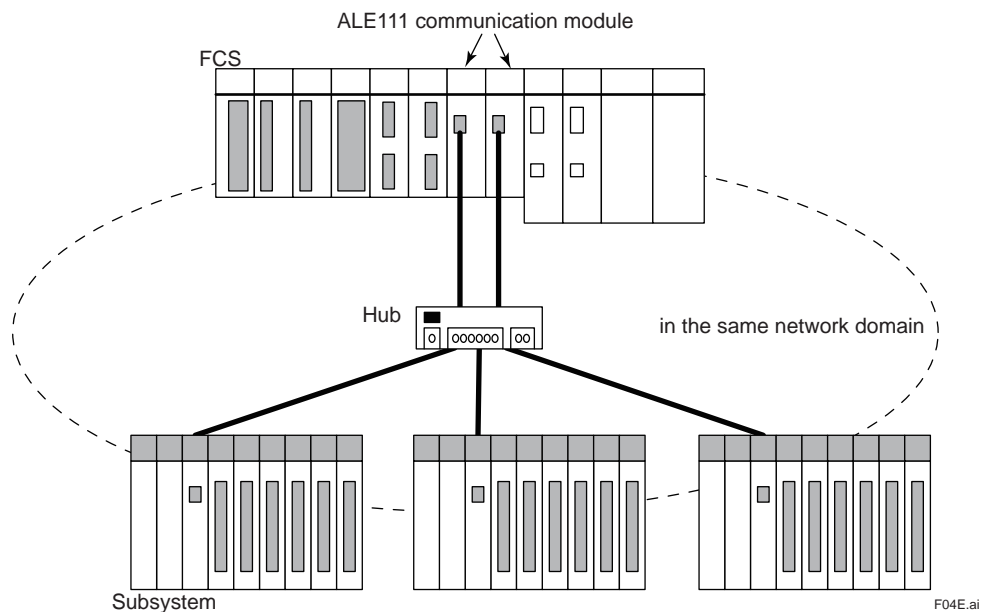 ALE111 communication module
FCS
Hub
in the same network domain
Subsystem
F04E.ai